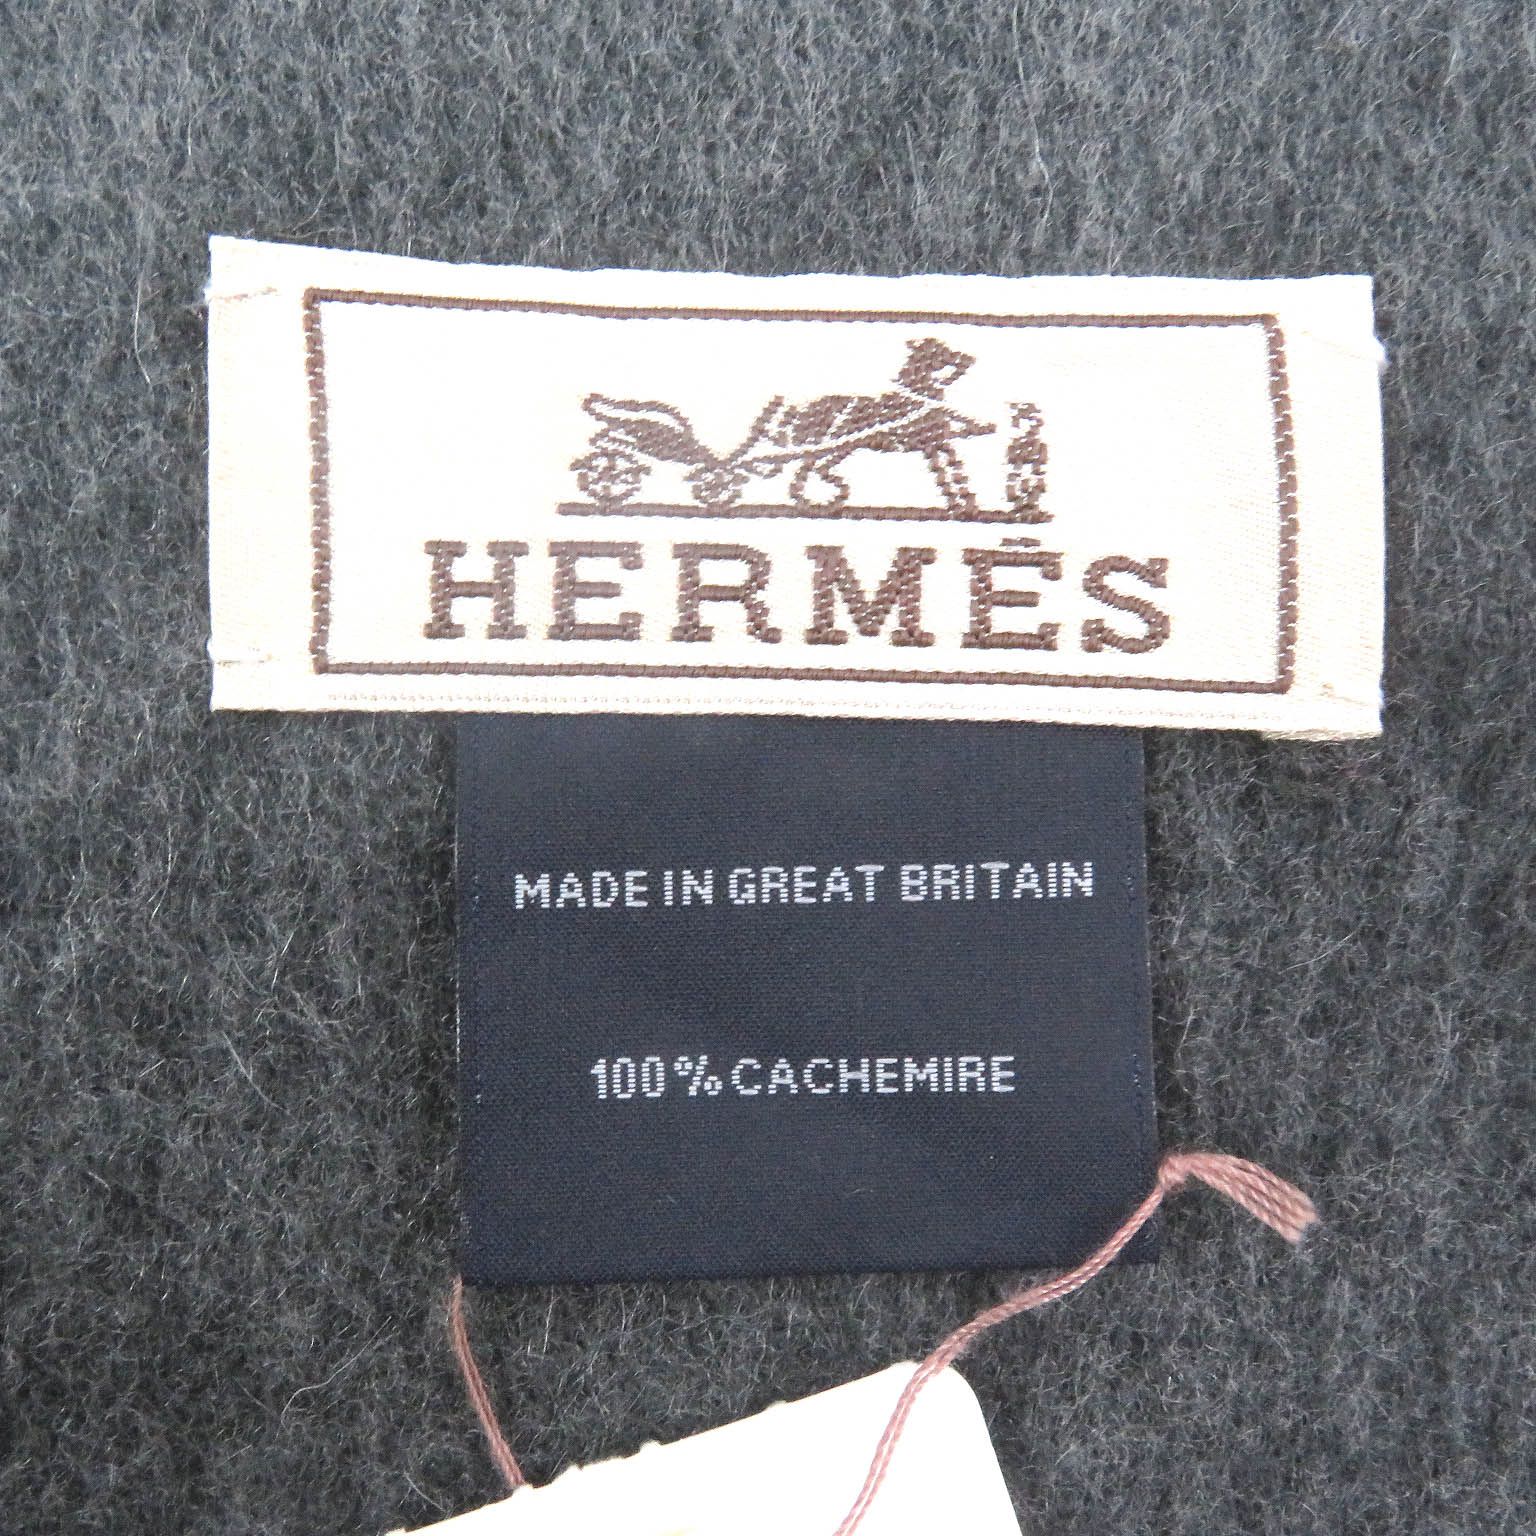 HERMÈS
MADE IN GREAT BRITAIN
100% CACHEMIRE